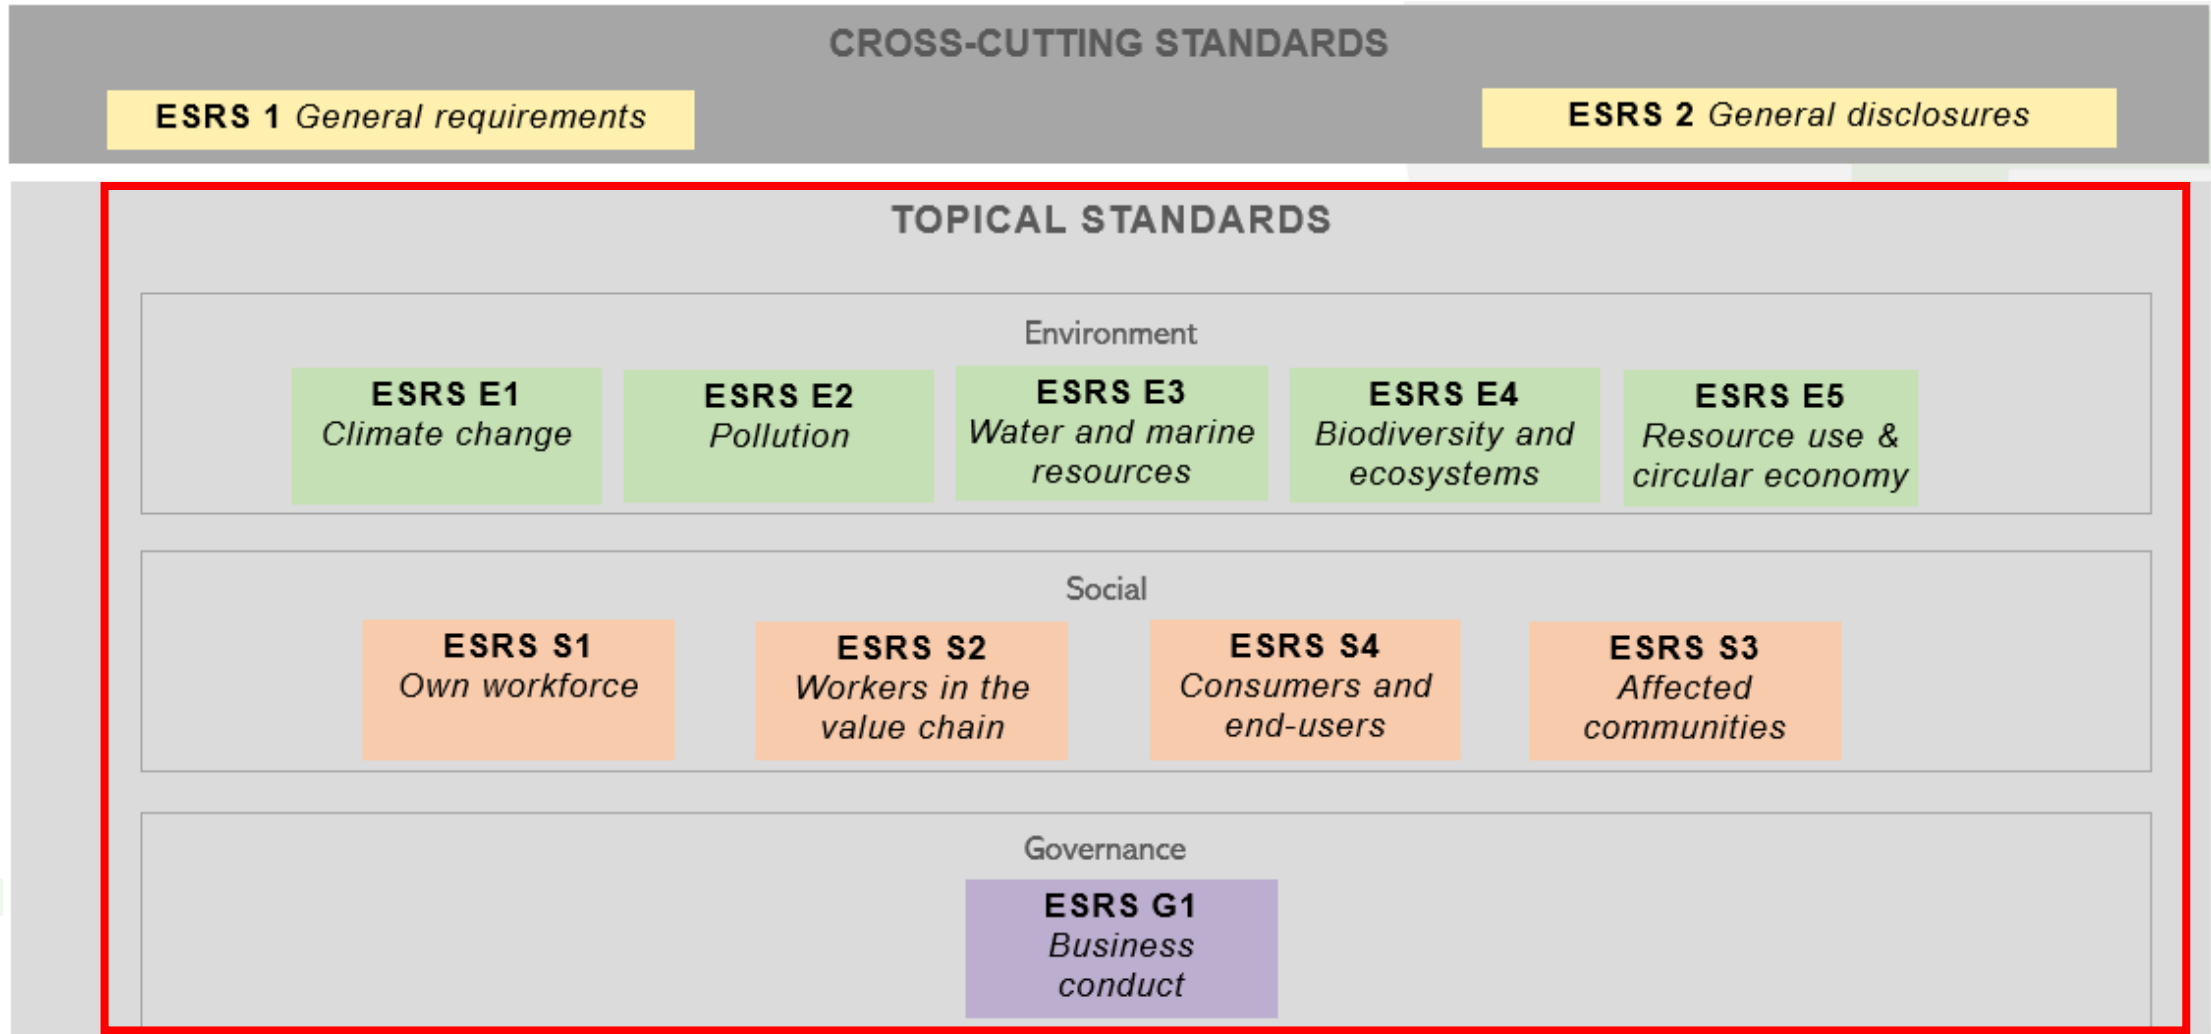 CROSS-CUTTING STANDARDS
ESRS 1 General requirements
ESRS 2 General disclosures
TOPICAL STANDARDS
Environment
ESRS E1
Climate change
ESRS E2
Pollution
ESRS E3
Water and marine
resources
ESRS E4
Biodiversity and
ecosystems
ESRS E5
Resource use &
circular economy
Social
ESRS S1
Own workforce
ESRS S2
Workers in the
value chain
ESRS S4
Consumers and
end-users
ESRS S3
Affected
communities
Governance
ESRS G1
Business
conduct